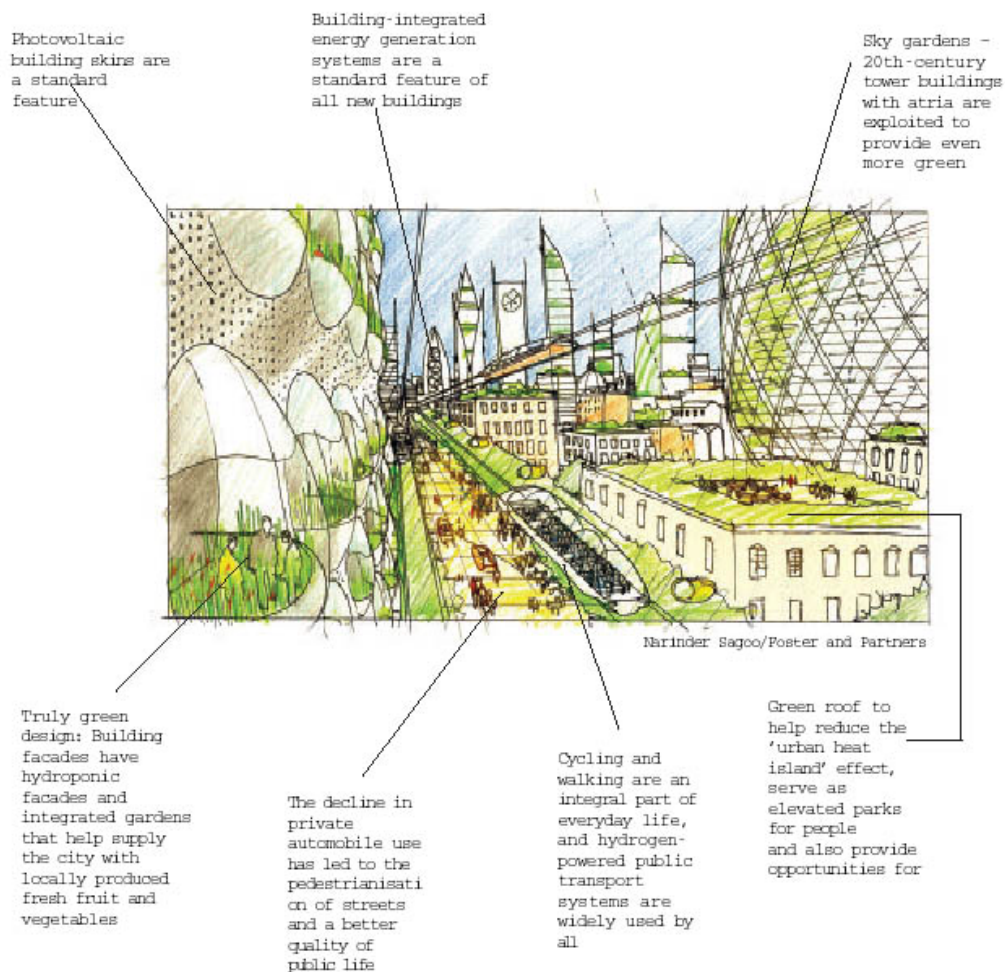 Photovoltaic
building skins are
a standard
feature
Building-integrated
energy generation
systems are a
standard feature of
all new buildings
Sky gardens –
20th-century
tower buildings
with atria are
exploited to
provide even
more green
Narinder Sagoo/Foster and Partners
Truly green
design: Building
facades have
hydroponic
facades and
integrated gardens
that help supply
the city with
locally produced
fresh fruit and
vegetables
The decline in
private
automobile use
has led to the
pedestrianisati
on of streets
and a better
quality of
public life
Cycling and
walking are an
integral part of
everyday life,
and hydrogen-
powered public
transport
systems are
widely used by
all
Green roof to
help reduce the
'urban heat
island' effect,
serve as
elevated parks
for people
and also provide
opportunities for